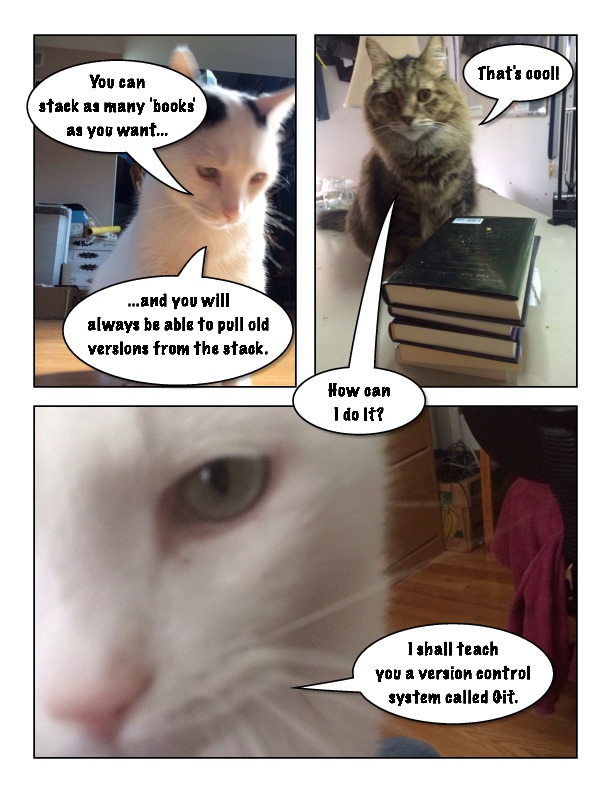 You can
stack as many 'books'
as you want...
...and you will
always be able to pull old
versions from the stack.
That's cool!
How can
I do it?
I shall teach
you a version control
system called Git.